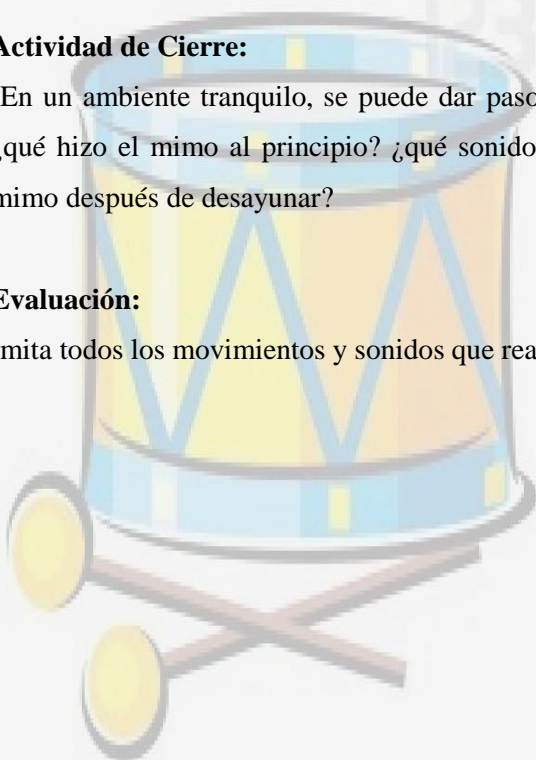 Actividad de Cierre:
En un ambiente tranquilo, se puede dar paso
¿qué hizo el mimo al principio? ¿qué sonido
mimo después de desayunar?
Evaluación:
mita todos los movimientos y sonidos que rea